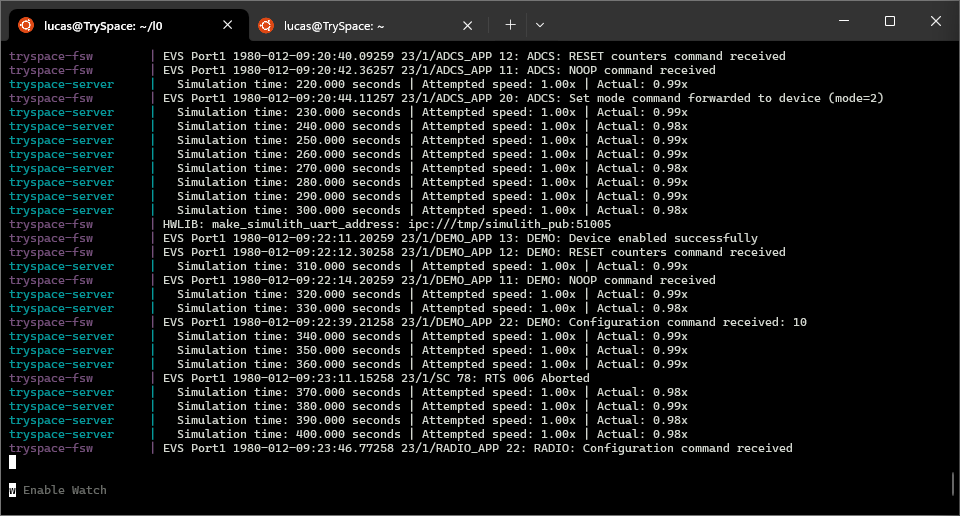 lucas@TrySpace: ~/l0
lucas@TrySpace: ~
tryspace-fsw | EVS Port1 1980-012-09:20:40.09259 23/1/ADCS_APP 12: ADCS: RESET counters command received
tryspace-fsw | EVS Port1 1980-012-09:20:42.36257 23/1/ADCS_APP 11: ADCS: NOOP command received
tryspace-server | Simulation time: 220.000 seconds | Attempted speed: 1.00x | Actual: 0.99x
tryspace-fsw | EVS Port1 1980-012-09:20:44.11257 23/1/ADCS_APP 20: ADCS: Set mode command forwarded to device (mode=2)
tryspace-server | Simulation time: 230.000 seconds | Attempted speed: 1.00x | Actual: 0.99x
tryspace-server | Simulation time: 240.000 seconds | Attempted speed: 1.00x | Actual: 0.98x
tryspace-server | Simulation time: 250.000 seconds | Attempted speed: 1.00x | Actual: 0.99x
tryspace-server | Simulation time: 260.000 seconds | Attempted speed: 1.00x | Actual: 0.99x
tryspace-server | Simulation time: 270.000 seconds | Attempted speed: 1.00x | Actual: 0.98x
tryspace-server | Simulation time: 280.000 seconds | Attempted speed: 1.00x | Actual: 0.99x
tryspace-server | Simulation time: 290.000 seconds | Attempted speed: 1.00x | Actual: 0.99x
tryspace-server | Simulation time: 300.000 seconds | Attempted speed: 1.00x | Actual: 0.98x
tryspace-fsw | HWLIB: make_simulith_uart_address: ipc:///tmp/simulith_pub:51005
tryspace-fsw | EVS Port1 1980-012-09:22:11.20259 23/1/DEMO_APP 13: DEMO: Device enabled successfully
tryspace-fsw | EVS Port1 1980-012-09:22:12.30258 23/1/DEMO_APP 12: DEMO: RESET counters command received
tryspace-server | Simulation time: 310.000 seconds | Attempted speed: 1.00x | Actual: 0.99x
tryspace-fsw | EVS Port1 1980-012-09:22:14.20259 23/1/DEMO_APP 11: DEMO: NOOP command received
tryspace-server | Simulation time: 320.000 seconds | Attempted speed: 1.00x | Actual: 0.99x
tryspace-server | Simulation time: 330.000 seconds | Attempted speed: 1.00x | Actual: 0.98x
tryspace-fsw | EVS Port1 1980-012-09:22:39.21258 23/1/DEMO_APP 22: DEMO: Configuration command received: 10
tryspace-server | Simulation time: 340.000 seconds | Attempted speed: 1.00x | Actual: 0.99x
tryspace-server | Simulation time: 350.000 seconds | Attempted speed: 1.00x | Actual: 0.99x
tryspace-server | Simulation time: 360.000 seconds | Attempted speed: 1.00x | Actual: 0.99x
tryspace-fsw | EVS Port1 1980-012-09:23:11.15258 23/1/SC 78: RTS 006 Aborted
tryspace-server | Simulation time: 370.000 seconds | Attempted speed: 1.00x | Actual: 0.98x
tryspace-server | Simulation time: 380.000 seconds | Attempted speed: 1.00x | Actual: 0.99x
tryspace-server | Simulation time: 390.000 seconds | Attempted speed: 1.00x | Actual: 0.98x
tryspace-server | Simulation time: 400.000 seconds | Attempted speed: 1.00x | Actual: 0.98x
tryspace-fsw | EVS Port1 1980-012-09:23:46.77258 23/1/RADIO_APP 22: RADIO: Configuration command received
w Enable Watch